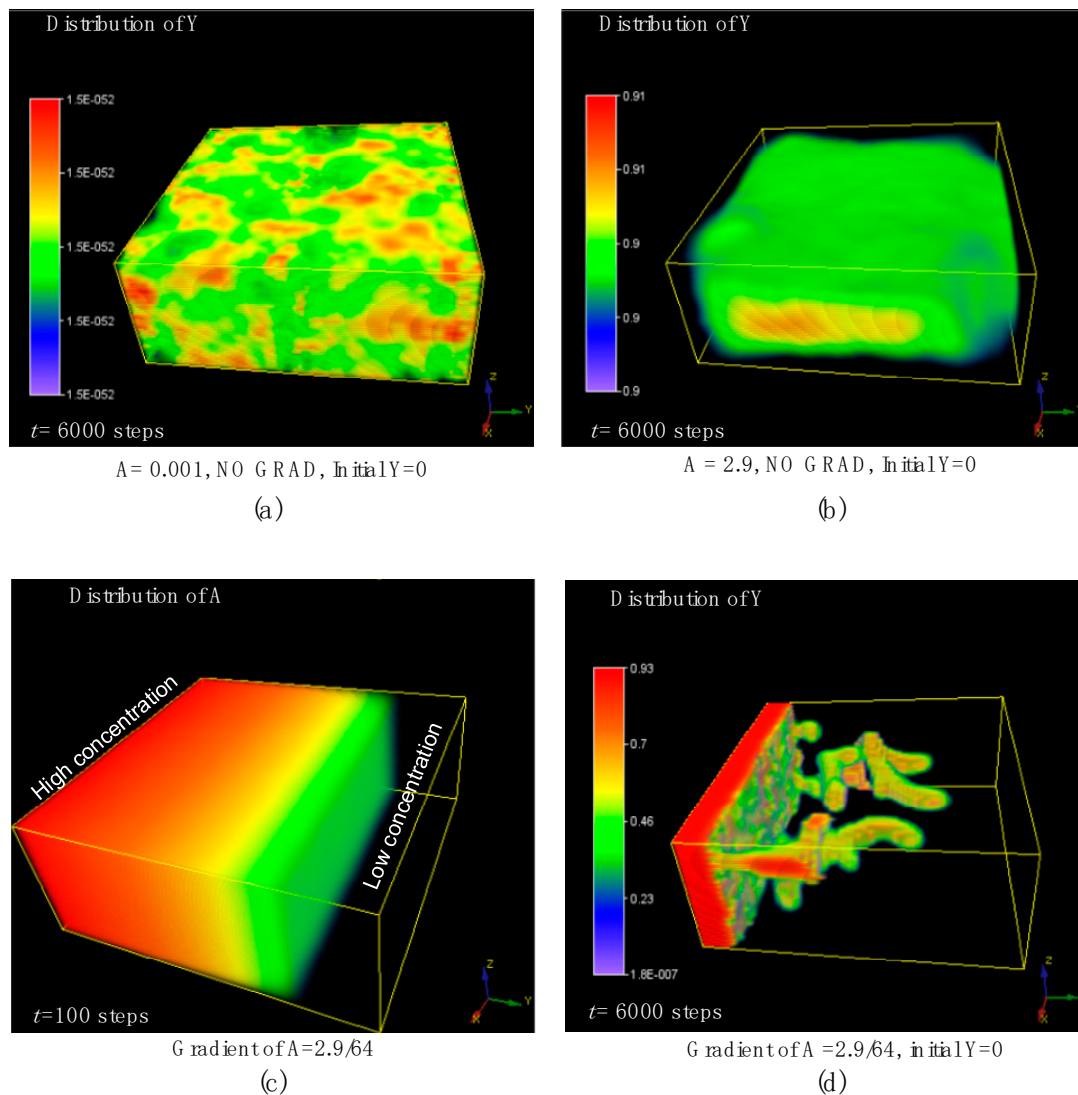 Distribution of Y
1.5E-052
1.5E-052
1.5E-052
1.5E-052
1.5E-052
Z
Y
X
t= 6000 steps
A= 0.001, NO GRAD, Initial Y=0
(a)
Distribution of Y
0.91
0.91
0.9
0.9
0.9
Z
X
t= 6000 steps
A = 2.9, NO GRAD, Initial Y=0
(b)
Distribution of A
High concentration
Low concentration
Z
Y
X
t=100 steps
Gradient of A=2.9/64
(c)
Distribution of Y
0.93
0.7
0.46
0.23
1.8E-007
Z
X
t= 6000 steps
Gradient of A =2.9/64, initial Y=0
(d)